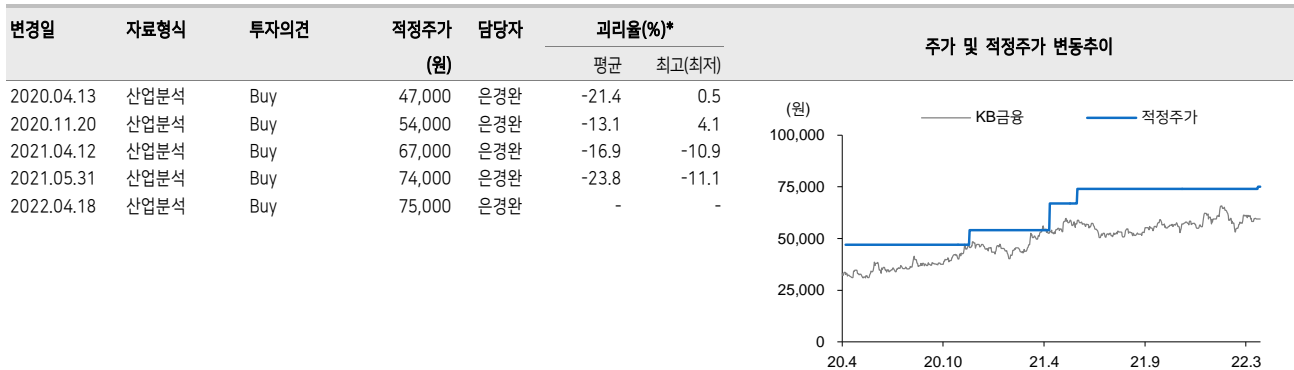 변경일 자료형식 투자의견 적정주가 담당자 괴리율(%)* 주가 및 적정주가 변동추이
(원) 평균 최고(최저)
2020.04.13 산업분석 Buy 47,000 은경완 -21.4 0.5
2020.11.20 산업분석 Buy 54,000 은경완 -13.1 4.1
2021.04.12 산업분석 Buy 67,000 은경완 -16.9 -10.9
2021.05.31 산업분석 Buy 74,000 은경완 -23.8 -11.1
2022.04.18 산업분석 Buy 75,000 은경완 - -
(원) KB금융 적정주가
100,000
75,000
50,000
25,000
0
20.4 20.10 21.4 21.9 22.3